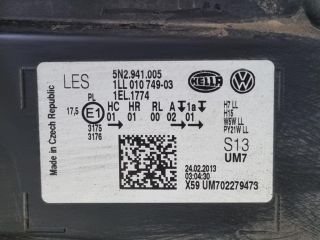 Made in Czech Republic
LES
5N2.941.005
1LL 010 749-03
1EL.1774
HELLA
PL
17,5
E1
3175
3176
HC HR RL A 1a
01 01 00 02 01
H7 LL
H15
W5W LL
PY21W LL
S13
UM7
24.02.2013
03:04:30
X59 UM702279473